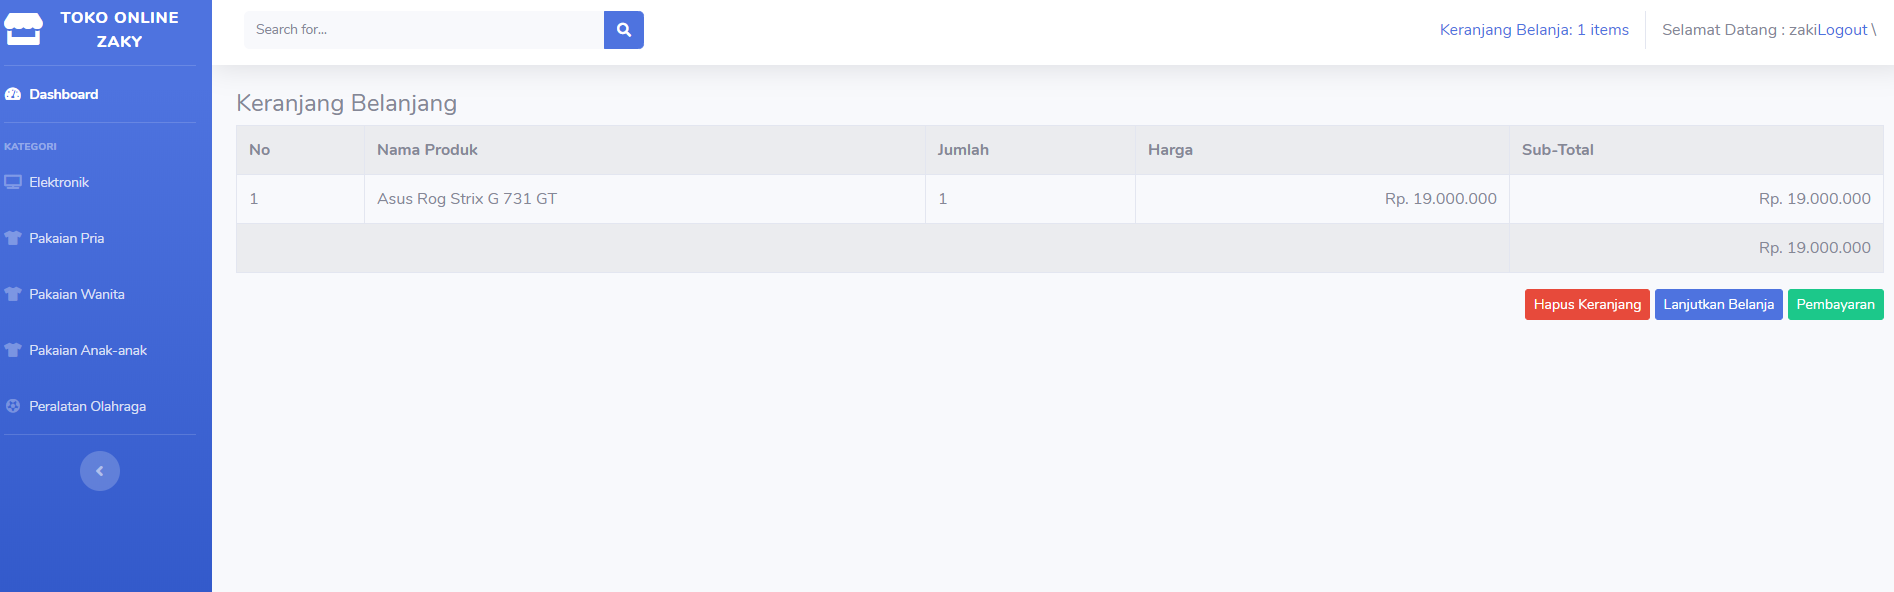 TOKO ONLINE
ZAKY
Search for...
Keranjang Belanja: 1 items
Selamat Datang : zakiLogout \
Dashboard
KATEGORI
Elektronik
Pakaian Pria
Pakaian Wanita
Pakaian Anak-anak
Peralatan Olahraga
Keranjang Belanjang
No Nama Produk Jumlah Harga Sub-Total
1 Asus Rog Strix G 731 GT 1 Rp. 19.000.000 Rp. 19.000.000
Rp. 19.000.000
Hapus Keranjang Lanjutkan Belanja Pembayaran